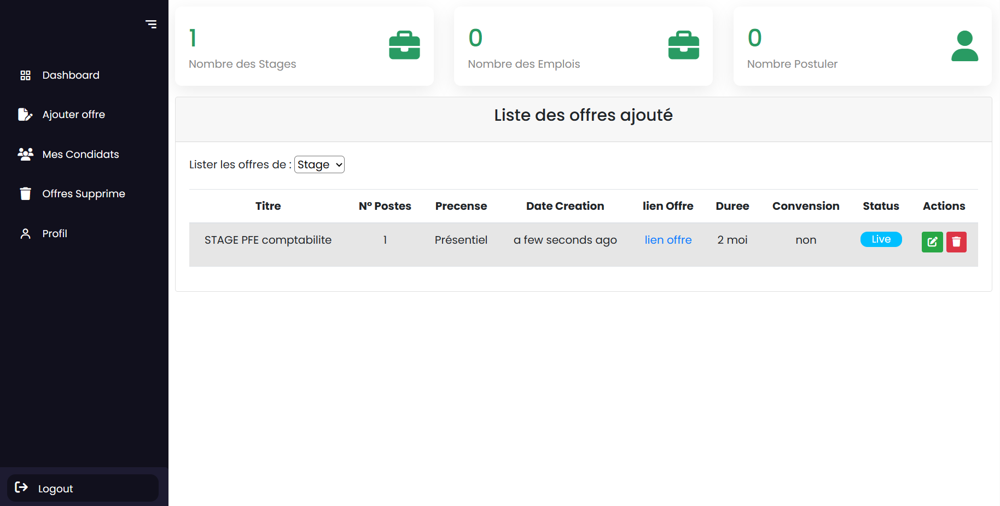 Dashboard
Ajouter offre
Mes Condidats
Offres Supprime
Profil
Logout
1
Nombre des Stages
0
Nombre des Emplois
0
Nombre Postuler
Liste des offres ajouté
Lister les offres de : Stage
Titre N° Postes Precense Date Creation lien Offre Duree Convension Status Actions
STAGE PFE comptabilite 1 Présentiel a few seconds ago lien offre 2 moi non Live